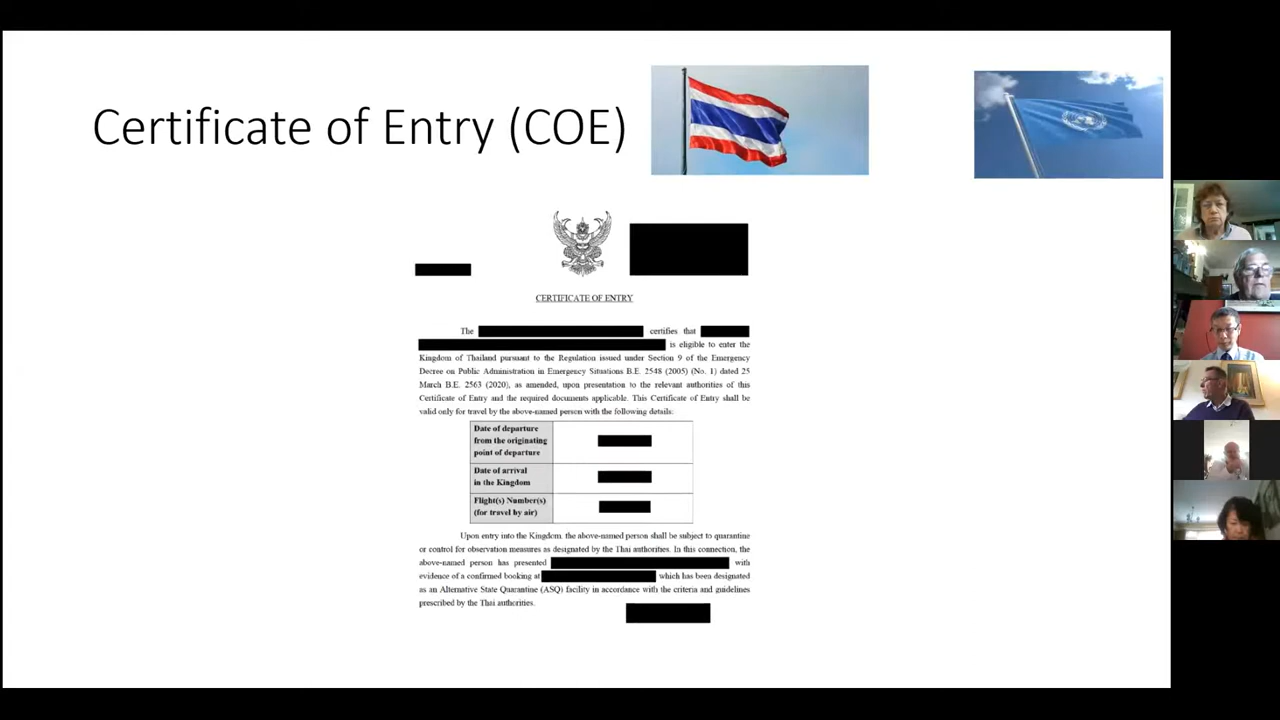 Certificate of Entry (COE)
CERTIFICATE OF ENTRY
The certifies that
is eligible to enter the
Kingdom of Thailand pursuant to the Regulation issued under Section 9 of the Emergency
Decree on Public Administration in Emergency Situations B.E. 2548 (2005) (No. 1) dated 25
March B.E. 2563 (2020), as amended, upon presentation to the relevant authorities of this
Certificate of Entry and the required documents applicable. This Certificate of Entry shall be
valid only for travel by the above-named person with the following details:
Date of departure
from the originating
point of departure
Date of arrival
in the Kingdom
Flight(s) Number(s)
(for travel by air)
Upon entry into the Kingdom, the above-named person shall be subject to quarantine
or control for observation measures as designated by the Thai authorities. In this connection, the
above-named person has presented with
evidence of a confirmed booking at which has been designated
as an Alternative State Quarantine (ASQ) facility in accordance with the criteria and guidelines
prescribed by the Thai authorities.